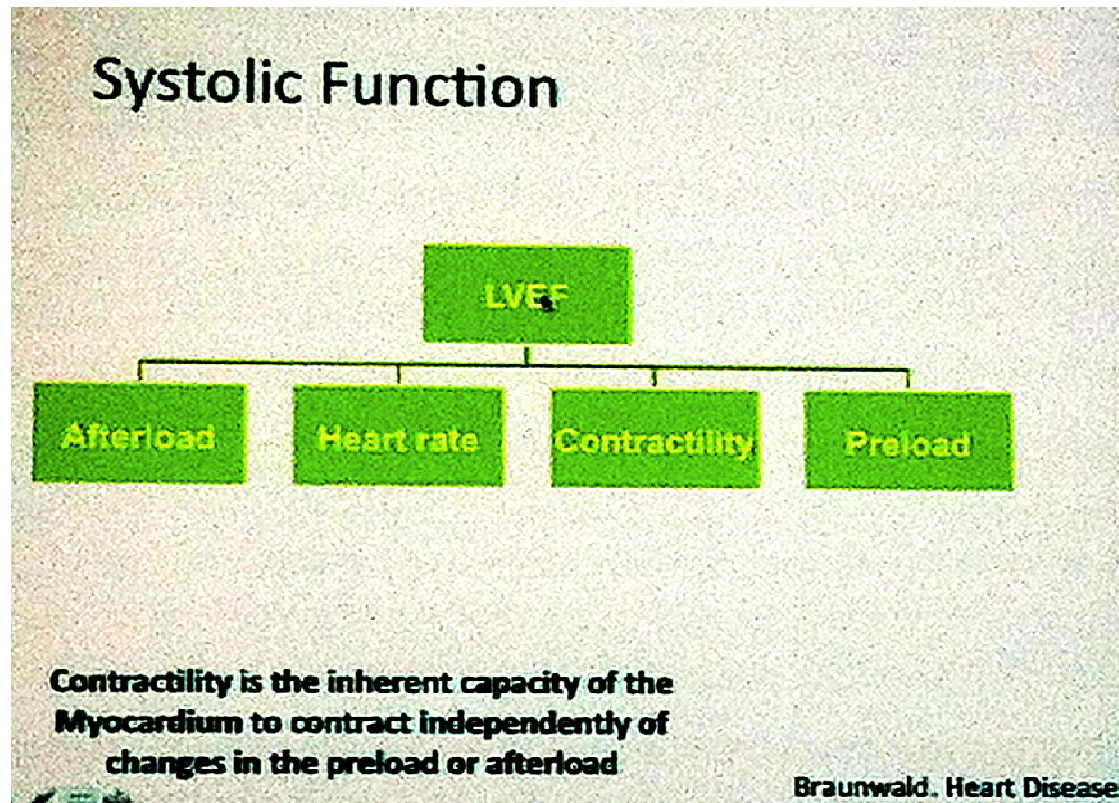 Systolic Function
LVEF
Afterload
Heart rate
Contractility
Preload
Contractility is the inherent capacity of the
Myocardium to contract independently of
changes in the preload or afterload
Braunwald. Heart Disease